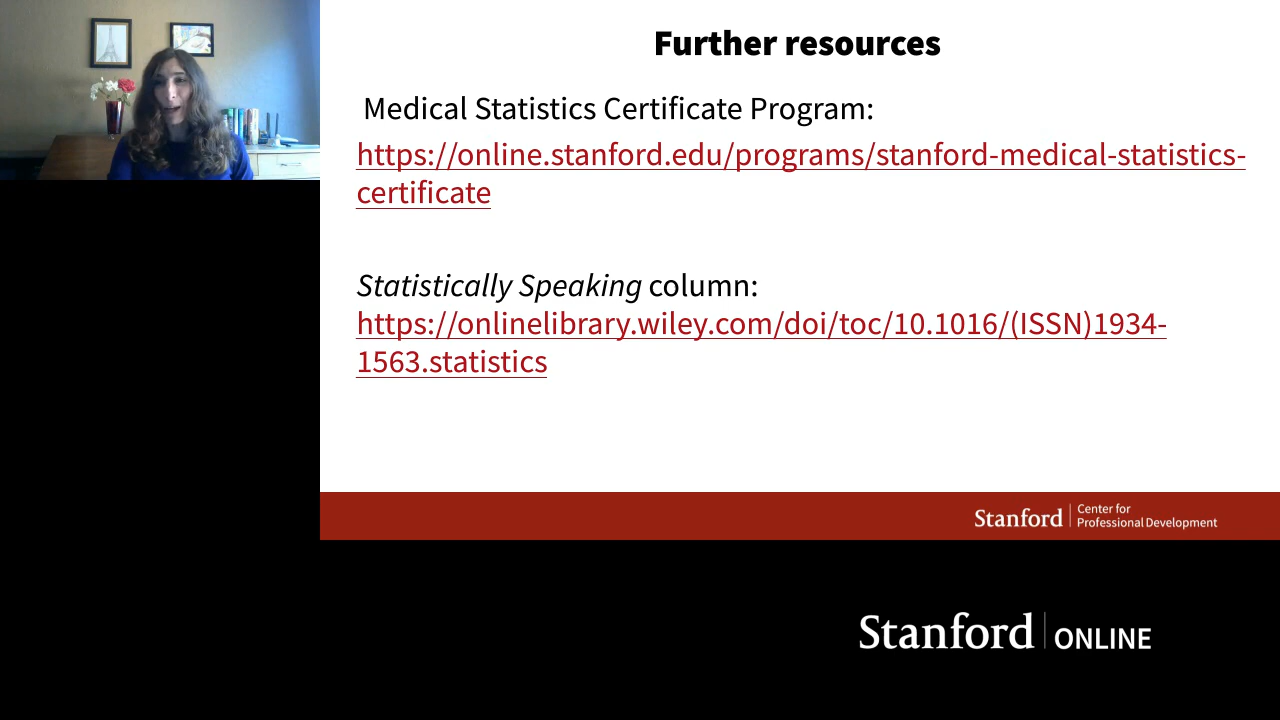 Further resources
Medical Statistics Certificate Program:
https://online.stanford.edu/programs/stanford-medical-statistics-
certificate
Statistically Speaking column:
https://onlinelibrary.wiley.com/doi/toc/10.1016/(ISSN)1934-
1563.statistics
Stanford | Center for
Professional Development
Stanford | ONLINE